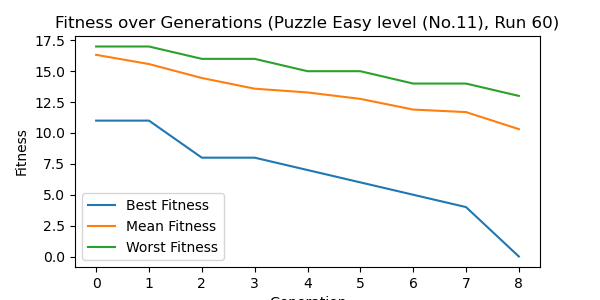 Fitness over Generations (Puzzle Easy level (No.11), Run 60)
17.5
15.0
12.5
10.0
7.5
5.0
2.5
0.0
Fitness
Best Fitness
Mean Fitness
Worst Fitness
0 1 2 3 4 5 6 7 8
Generation